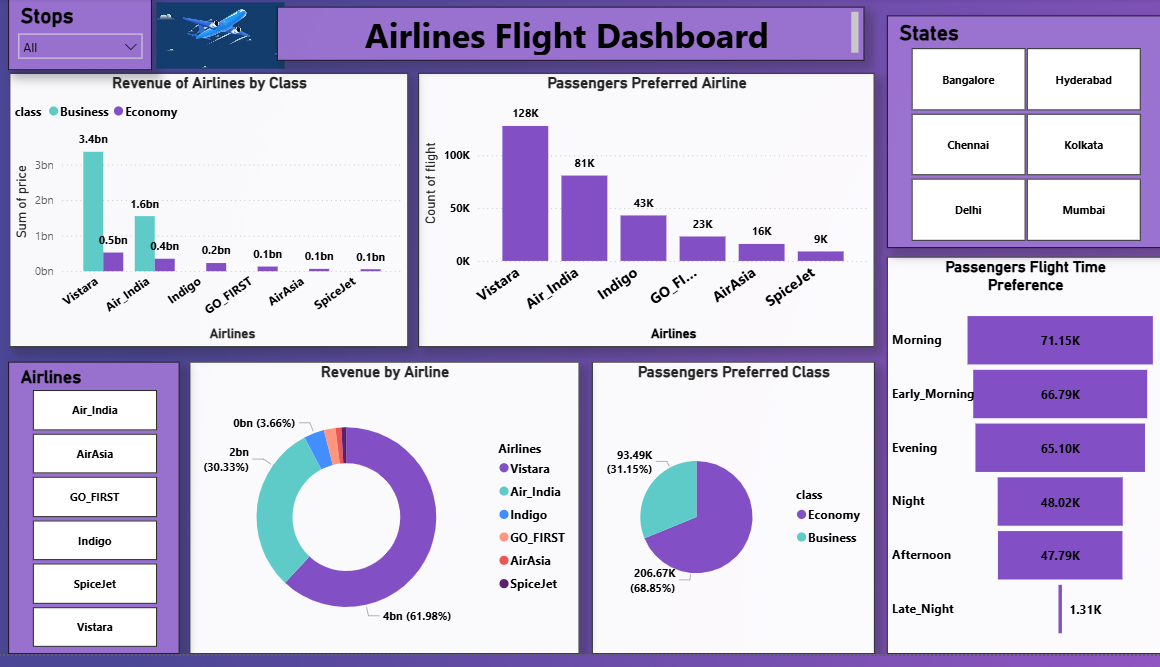 Stops
All
Airlines Flight Dashboard
States
Bangalore
Hyderabad
Chennai
Kolkata
Delhi
Mumbai
Revenue of Airlines by Class
class Business Economy
Sum of price
3bn
2bn
1bn
0bn
3.4bn
0.5bn
1.6bn
0.4bn
0.2bn
0.1bn
0.1bn
0.1bn
Vistara
Air_India
Indigo
GO_FIRST
AirAsia
SpiceJet
Airlines
Passengers Preferred Airline
Count of flight
100K
50K
0K
128K
81K
43K
23K
16K
9K
Vistara
Air_India
Indigo
GO_FI...
AirAsia
SpiceJet
Airlines
Passengers Flight Time
Preference
Morning
71.15K
Early_Morning
66.79K
Evening
65.10K
Night
48.02K
Afternoon
47.79K
Late_Night
1.31K
Airlines
Air_India
AirAsia
GO_FIRST
Indigo
SpiceJet
Vistara
Revenue by Airline
0bn (3.66%)
2bn
(30.33%)
4bn (61.98%)
Airlines
Vistara
Air_India
Indigo
GO_FIRST
AirAsia
SpiceJet
Passengers Preferred Class
93.49K
(31.15%)
206.67K
(68.85%)
class
Economy
Business